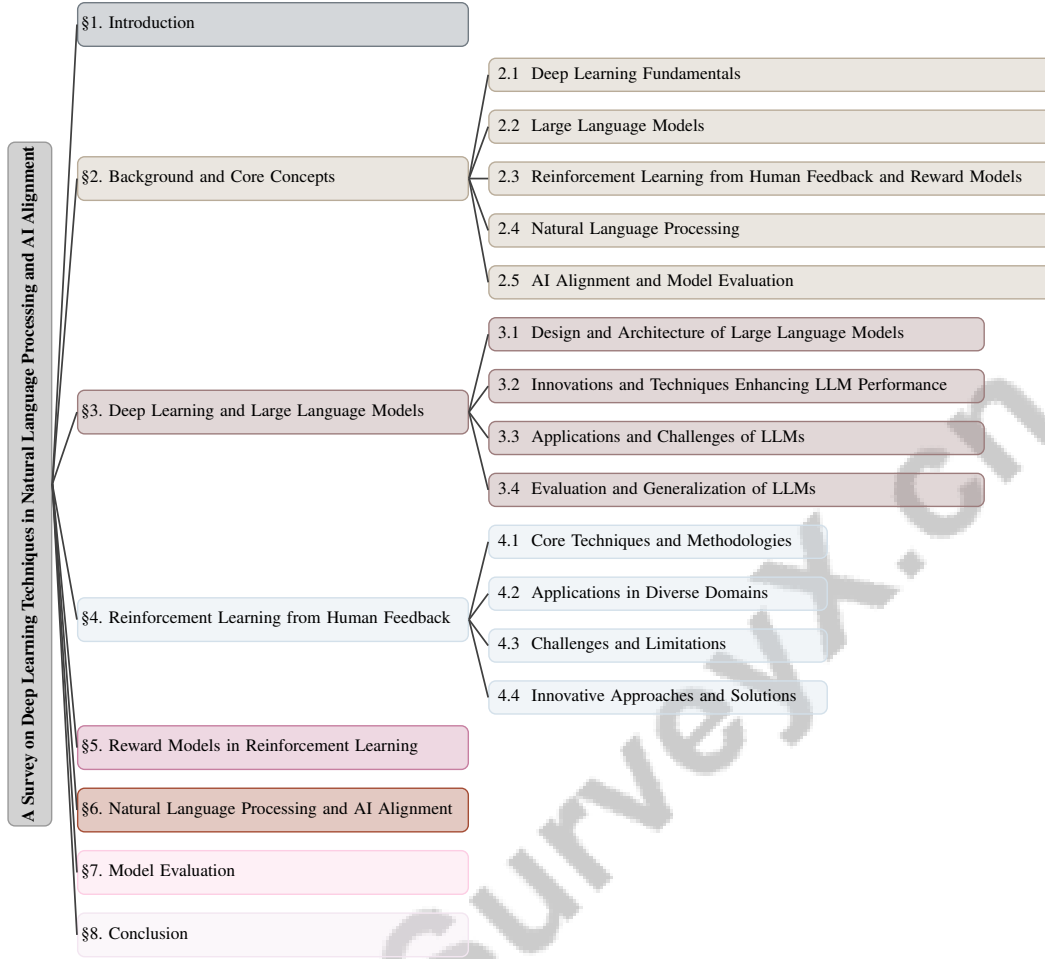 A Survey on Deep Learning Techniques in Natural Language Processing and AI Alignment
§1. Introduction
§2. Background and Core Concepts
2.1 Deep Learning Fundamentals
2.2 Large Language Models
2.3 Reinforcement Learning from Human Feedback and Reward Models
2.4 Natural Language Processing
2.5 AI Alignment and Model Evaluation
§3. Deep Learning and Large Language Models
3.1 Design and Architecture of Large Language Models
3.2 Innovations and Techniques Enhancing LLM Performance
3.3 Applications and Challenges of LLMs
3.4 Evaluation and Generalization of LLMs
§4. Reinforcement Learning from Human Feedback
4.1 Core Techniques and Methodologies
4.2 Applications in Diverse Domains
4.3 Challenges and Limitations
4.4 Innovative Approaches and Solutions
§5. Reward Models in Reinforcement Learning
§6. Natural Language Processing and AI Alignment
§7. Model Evaluation
§8. Conclusion
Surveyx.cn